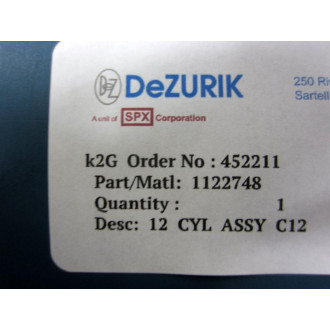 DeZURIK
250 Ri
Sartell
A unit of SPX Corporation
k2G Order No : 452211
Part/Matl: 1122748
Quantity : 1
Desc: 12 CYL ASSY C12